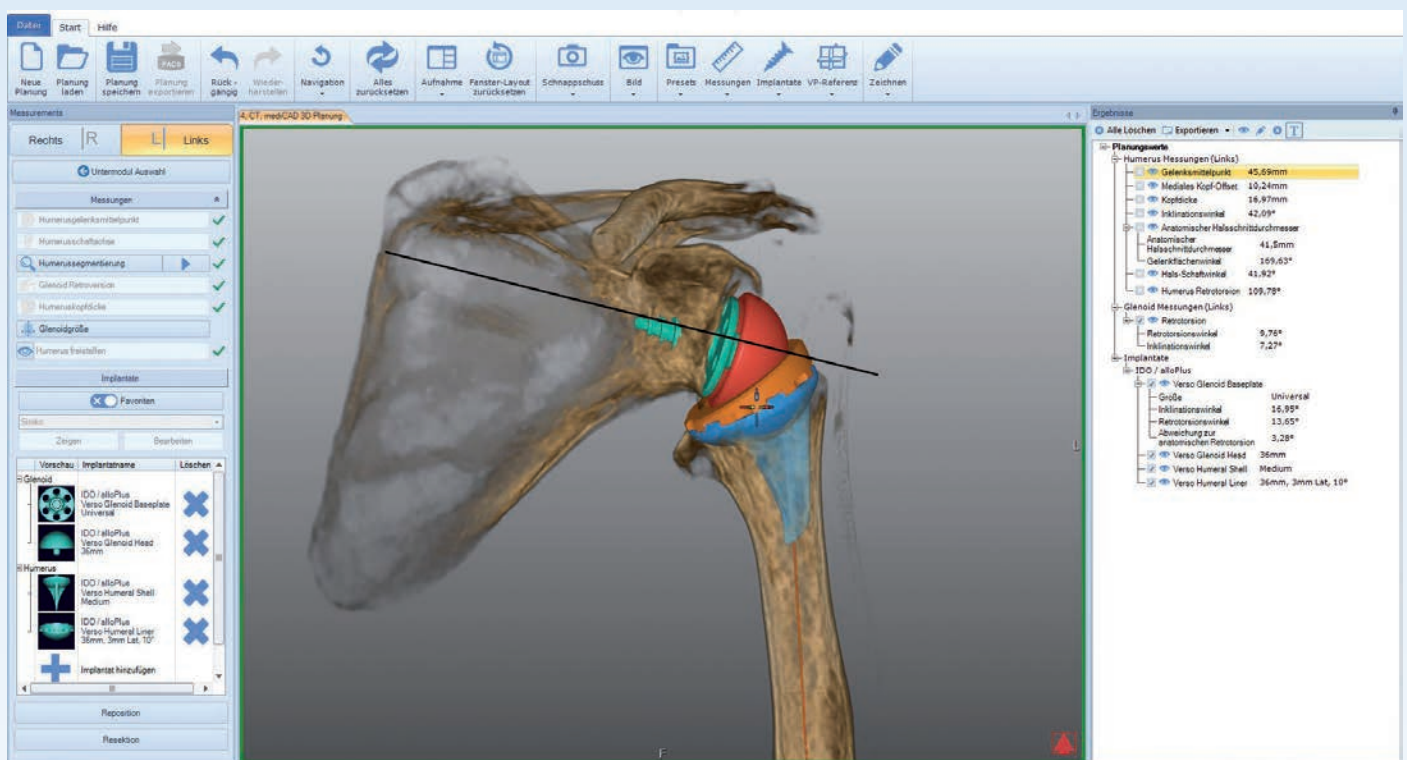 Datei Start Hilfe
Neue Planung
Planung laden
Planung speichern
Planung exportieren
Rück-gängig
Wieder-herstellen
Navigation
Alles zurücksetzen
Aufnahme
Fenster-Layout zurücksetzen
Schnappschuss
Bild
Presets
Messungen
Implantate
VP-Referenz
Zeichnen
PACS
Measurements
Rechts R L Links
Untermodul Auswahl
Messungen
Humerusgelenksmittelpunkt
Humerusschaftachse
Humerussegmentierung
Glenoid Retroversion
Humeruskopfdicke
Glenoidgröße
Humerus freistellen
Implantate
Favoriten
Zeigen Bearbeiten
Vorschau Implantatname Löschen
Glenoid
IDO / alloPlus
Verso Glenoid Baseplate
Universal
IDO / alloPlus
Verso Glenoid Head
36mm
Humerus
IDO / alloPlus
Verso Humeral Shell
Medium
IDO / alloPlus
Verso Humeral Liner
36mm, 3mm Lat, 10°
Implantat hinzufügen
Reposition
Resektion
4, CT, mediCAD 3D Planung
L
F
Ergebnisse
Alle Löschen Exportieren T
Planungswerte
Humerus Messungen (Links)
Gelenksmittelpunkt 45,69mm
Mediales Kopf-Offset 10,24mm
Kopfdicke 16,97mm
Inklinationswinkel 42,09°
Anatomischer Halsschnittdurchmesser
Anatomischer
Halsschnittdurchmesser 41,5mm
Gelenkflächenwinkel 169,63°
Hals-Schaftwinkel 41,92°
Humerus Retrotorsion 109,78°
Glenoid Messungen (Links)
Retrotorsion
Retrotorsionswinkel 9,76°
Inklinationswinkel 7,27°
Implantate
IDO / alloPlus
Verso Glenoid Baseplate
Größe Universal
Inklinationswinkel 16,95°
Retrotorsionswinkel 13,65°
Abweichung zur
anatomischen Retrotorsion 3,28°
Verso Glenoid Head 36mm
Verso Humeral Shell Medium
Verso Humeral Liner 36mm, 3mm Lat, 10°